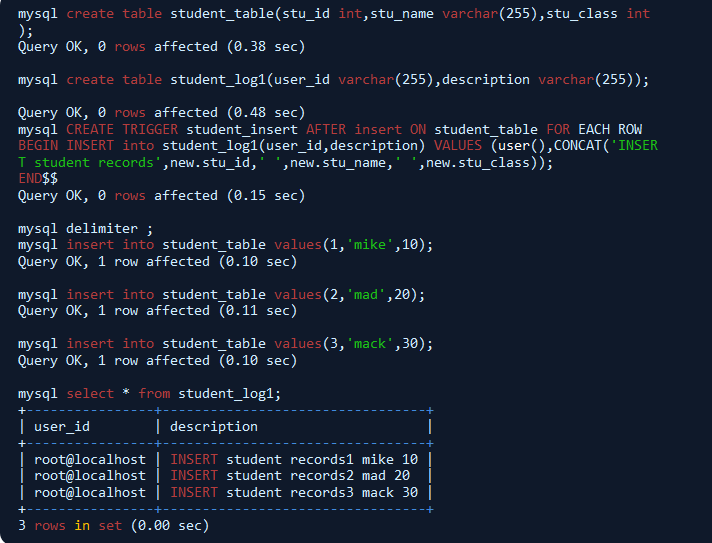 mysql create table student_table(stu_id int,stu_name varchar(255),stu_class int
);
Query OK, 0 rows affected (0.38 sec)
mysql create table student_log1(user_id varchar(255),description varchar(255));
Query OK, 0 rows affected (0.48 sec)
mysql CREATE TRIGGER student_insert AFTER insert ON student_table FOR EACH ROW
BEGIN INSERT into student_log1(user_id,description) VALUES (user(),CONCAT('INSER
T student records',new.stu_id,' ',new.stu_name,' ',new.stu_class));
END$$
Query OK, 0 rows affected (0.15 sec)
mysql delimiter ;
mysql insert into student_table values(1,'mike',10);
Query OK, 1 row affected (0.10 sec)
mysql insert into student_table values(2,'mad',20);
Query OK, 1 row affected (0.11 sec)
mysql insert into student_table values(3,'mack',30);
Query OK, 1 row affected (0.10 sec)
mysql select * from student_log1;
+----------------+---------------------------------+
| user_id        | description                     |
+----------------+---------------------------------+
| root@localhost | INSERT student records1 mike 10 |
| root@localhost | INSERT student records2 mad 20  |
| root@localhost | INSERT student records3 mack 30 |
+----------------+---------------------------------+
3 rows in set (0.00 sec)